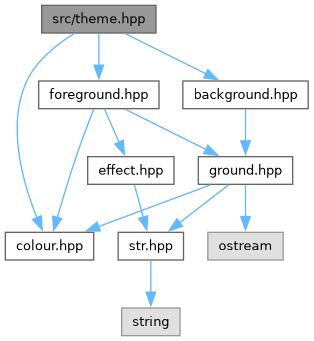 src/theme.hpp
foreground.hpp
background.hpp
effect.hpp
ground.hpp
colour.hpp
str.hpp
ostream
string